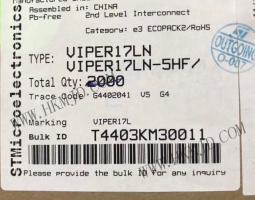 Manufactured
Assembled in: CHINA
Pb-free 2nd Level Interconnect
Category: e3 ECOPACK2/RoHS
TYPE: VIPER17LN
VIPER17LN-5HF/
Total Qty: 2000
Trace Code G4402041 V5 G4
Marking VIPER17L
Bulk ID T4403KM30011
Please provide the bulk ID for any inquiry
STMicroelectronics
OUTGOING